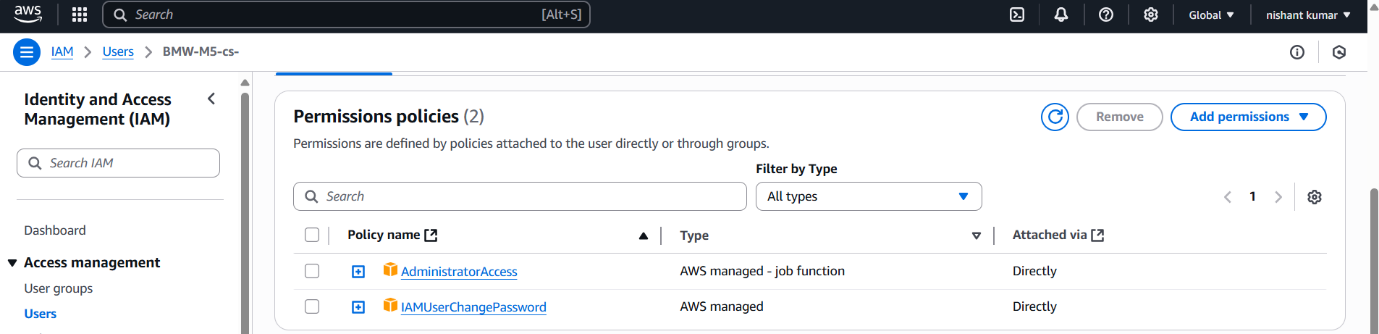 aws Search [Alt+S] Global nishant kumar
IAM > Users > BMW-M5-cs-
Identity and Access
Management (IAM)
Search IAM
Dashboard
Access management
User groups
Users
Permissions policies (2)
Remove
Add permissions
Permissions are defined by policies attached to the user directly or through groups.
Filter by Type
Search
All types
1
Policy name Type Attached via
AdministratorAccess AWS managed - job function Directly
IAMUserChangePassword AWS managed Directly